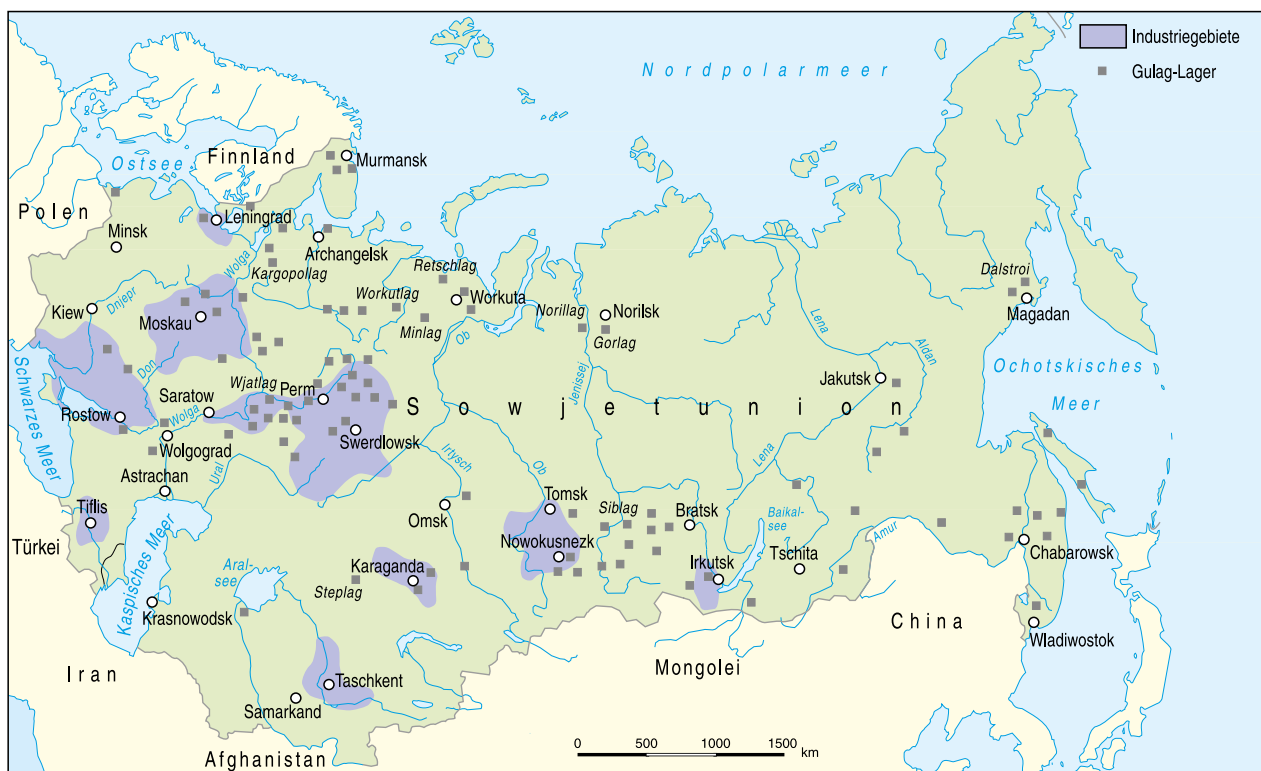 Industriegebiete
Gulag-Lager
Nordpolarmeer
Ostsee
Finnland
Murmansk
Polen
Leningrad
Minsk
Wolga
Archangelsk
Kargopollag
Retschlag
Dalstroi
Dnjepr
Workutlag
Workuta
Kiew
Moskau
Minlag
Ob
Norillag
Norilsk
Gorlag
Lena
Magadan
Aldan
Schwarzes Meer
Don
Wjatlag
Perm
Jenissej
Jakutsk
Ochotskisches
Meer
Saratow
Sowjetunion
Rostow
Wolga
Swerdlowsk
Wolgograd
Ural
Irtysch
Ob
Lena
Astrachan
Tiflis
Omsk
Tomsk
Siblag
Bratsk
Baikal-
see
Türkei
Kaspisches Meer
Nowokusnezk
Irkutsk
Tschita
Amur
Chabarowsk
Aral-
see
Karaganda
Steplag
Krasnowodsk
China
Wladiwostok
Iran
Mongolei
Taschkent
Samarkand
Afghanistan
0 500 1000 1500 km